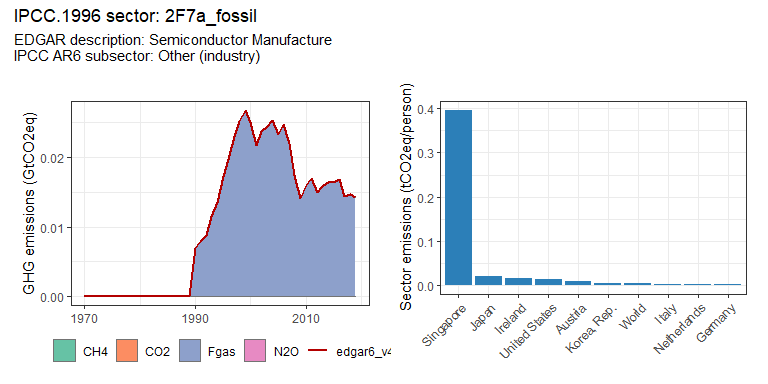 IPCC.1996 sector: 2F7a_fossil
EDGAR description: Semiconductor Manufacture
IPCC AR6 subsector: Other (industry)
GHG emissions (GtCO2eq)
0.02
0.01
0.00
1970
1990
2010
CH4
CO2
Fgas
N2O
edgar6_v4
Sector emissions (tCO2eq/person)
0.4
0.3
0.2
0.1
0.0
Singapore
Japan
Ireland
United States
Austria
Korea, Rep.
World
Italy
Netherlands
Germany